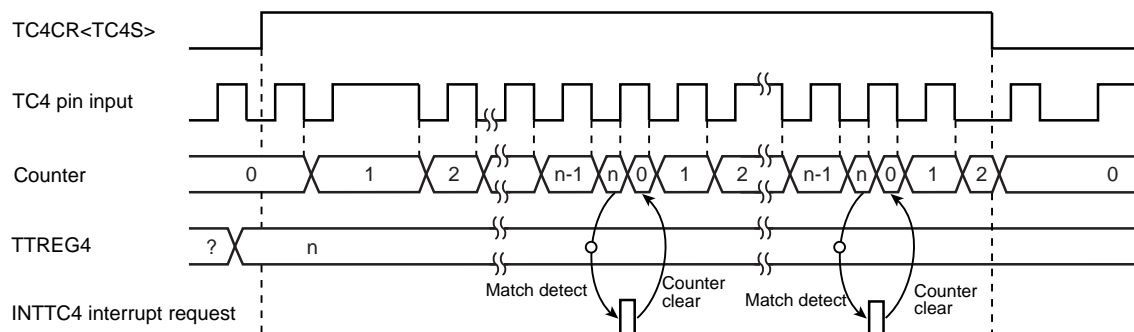 TC4CR<TC4S>
TC4 pin input
Counter
0 1 2 n-1 n 0 1 2 n-1 n 0 1 2 0
TTREG4
? n
Match detect
Counter
clear
Match detect
Counter
clear
INTTC4 interrupt request